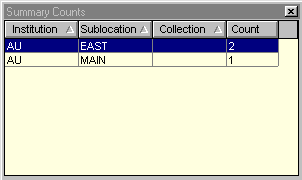 Summary Counts
Institution Sublocation Collection Count
AU EAST 2
AU MAIN 1